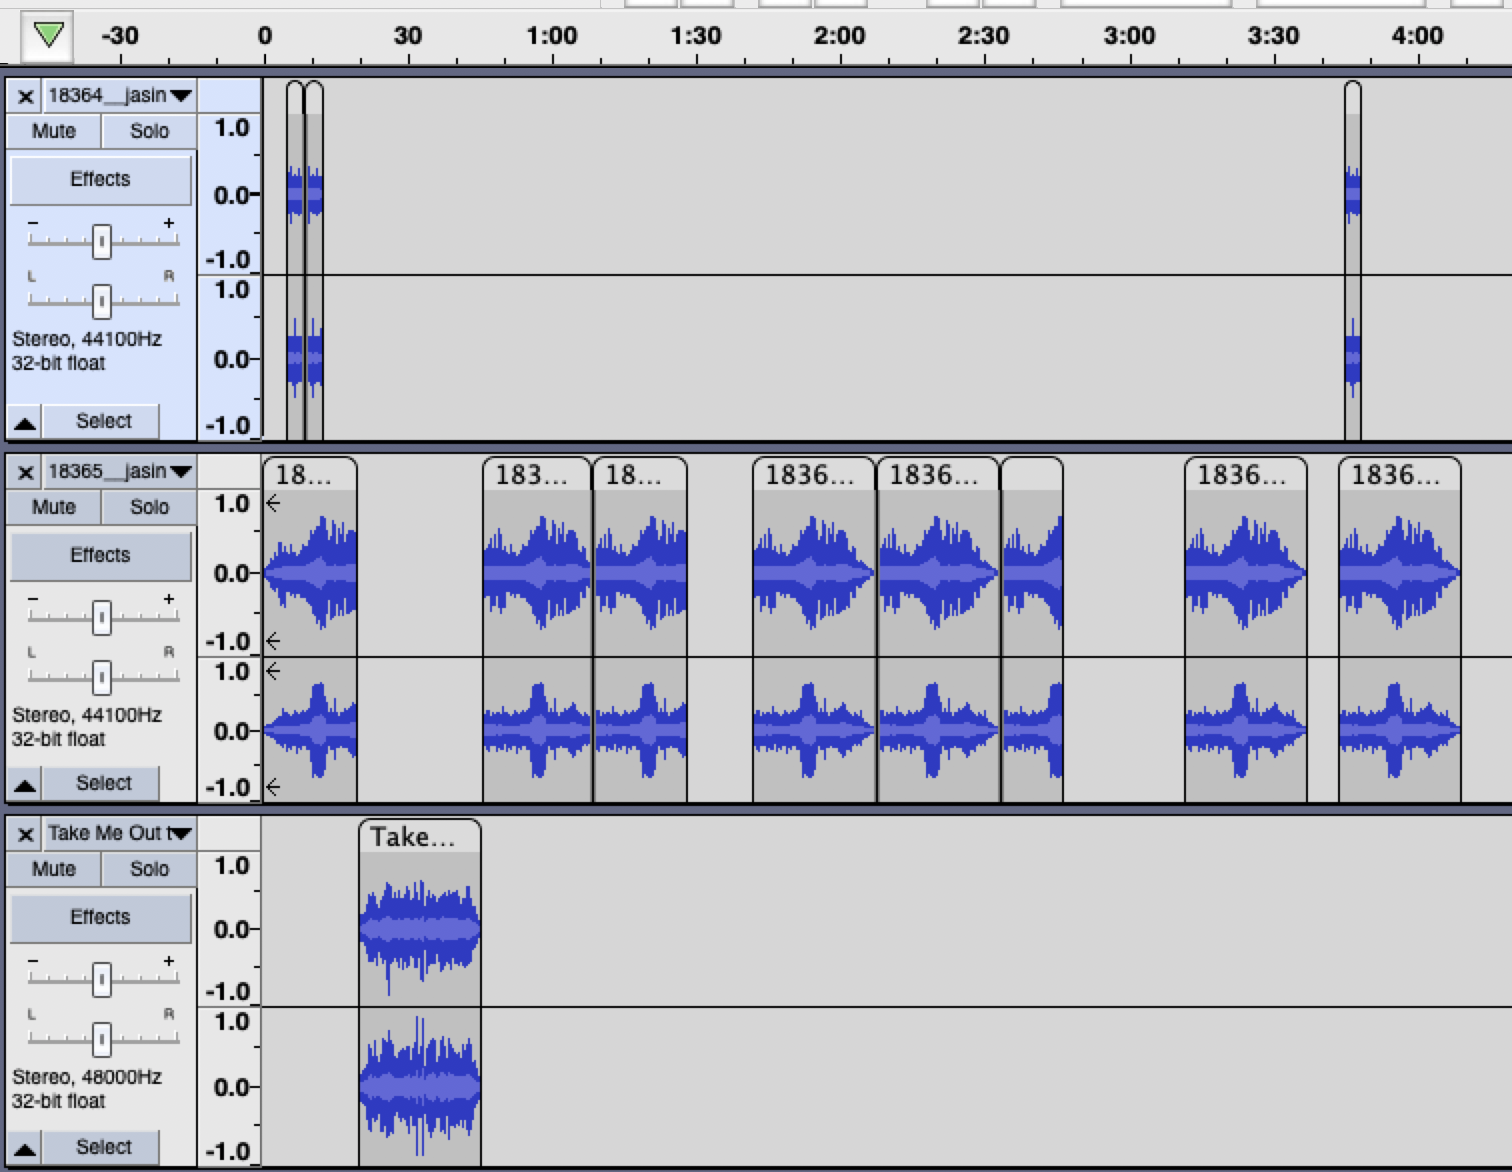 -30 0 30 1:00 1:30 2:00 2:30 3:00 3:30 4:00
18364__jasin
Mute Solo
Effects
- +
L R
Stereo, 44100Hz
32-bit float
Select
1.0
0.0
-1.0
1.0
0.0
-1.0
18365__jasin
Mute Solo
Effects
- +
L R
Stereo, 44100Hz
32-bit float
Select
1.0
0.0
-1.0
1.0
0.0
-1.0
18... 183... 18... 1836... 1836... 1836... 1836...
Take Me Out t
Mute Solo
Effects
- +
L R
Stereo, 48000Hz
32-bit float
Select
1.0
0.0
-1.0
1.0
0.0
-1.0
Take...